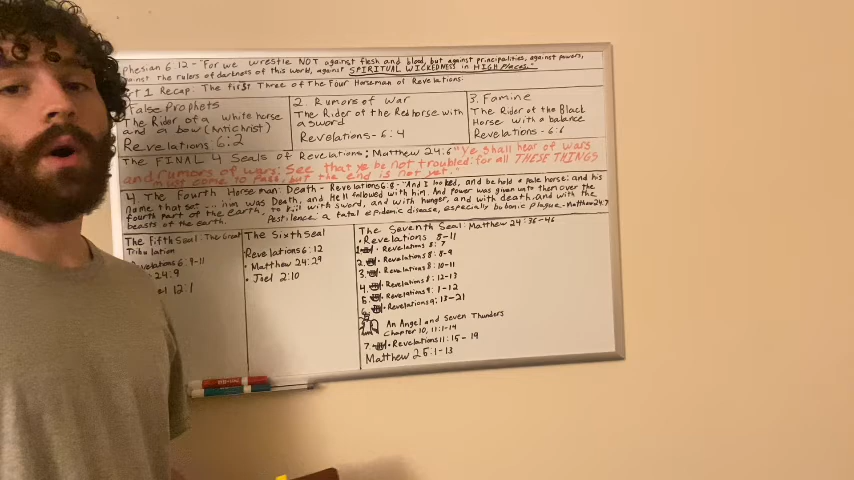 phesian 6:12 - "For we wrestle NOT against flesh and blood, but against principalities, against powers,
against the rulers of darkness of this world, against SPIRITUAL WICKEDNESS in HIGH Places."
rt 1 Recap: The first Three of The Four Horseman of Revelations:
False Prophets
The Rider of a white horse
and a bow (Antichrist)
Revelations 6:2
2. Rumors of War
The Rider of the Red horse with
a sword
Revelations - 6:4
3. Famine
The Rider of the Black
Horse with a balance
Revelations - 6:6
The FINAL 4 Seals of Revelations: Matthew 24:6 "Ye shall hear of wars
and rumors of wars: See that ye be not troubled: for all THESE THINGS
must come to pass, but the end is not yet."
4 The Fourth Horseman: Death - Revelations 6:8 - "And I looked, and behold a pale horse: and his
name that sat him was Death, and Hell followed with him. And Power was given unto them over the
fourth part of the earth, to kill with sword, and with hunger, and with death, and with the
beasts of the earth. Pestilence: a fatal epidemic disease, especially bubonic plague - Matthew 24:7
The Fifth Seal: The Great
Tribulation
Revelations 6:9-11
24:9
el 12:1
The Sixth Seal
Revelations 6:12
• Matthew 24:29
• Joel 2:10
The Seventh Seal: Matthew 24:36-46
• Revelations 8-11
1. • Revelations 8:7
2. • Revelations 8:8-9
3. • Revelations 8:10-11
4. • Revelations 8:12-13
5. • Revelations 9:1-12
6. • Revelations 9:13-21
An Angel and Seven Thunders
Chapter 10, 11:1-14
7. • Revelations 11:15-19
Matthew 25:1-13